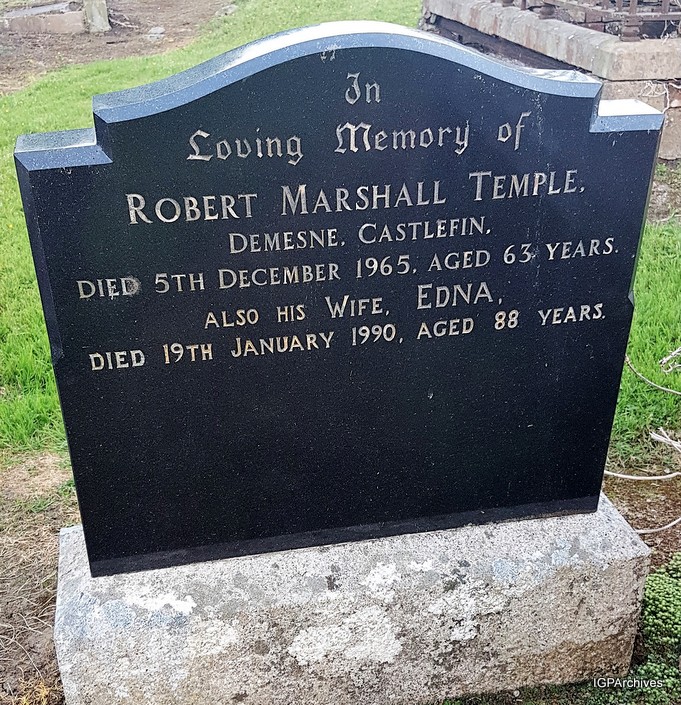 In
Loving Memory of
ROBERT MARSHALL TEMPLE,
DEMESNE, CASTLEFIN,
DIED 5TH DECEMBER 1965, AGED 63 YEARS.
ALSO HIS WIFE, EDNA,
DIED 19TH JANUARY 1990, AGED 88 YEARS.
IGPArchives